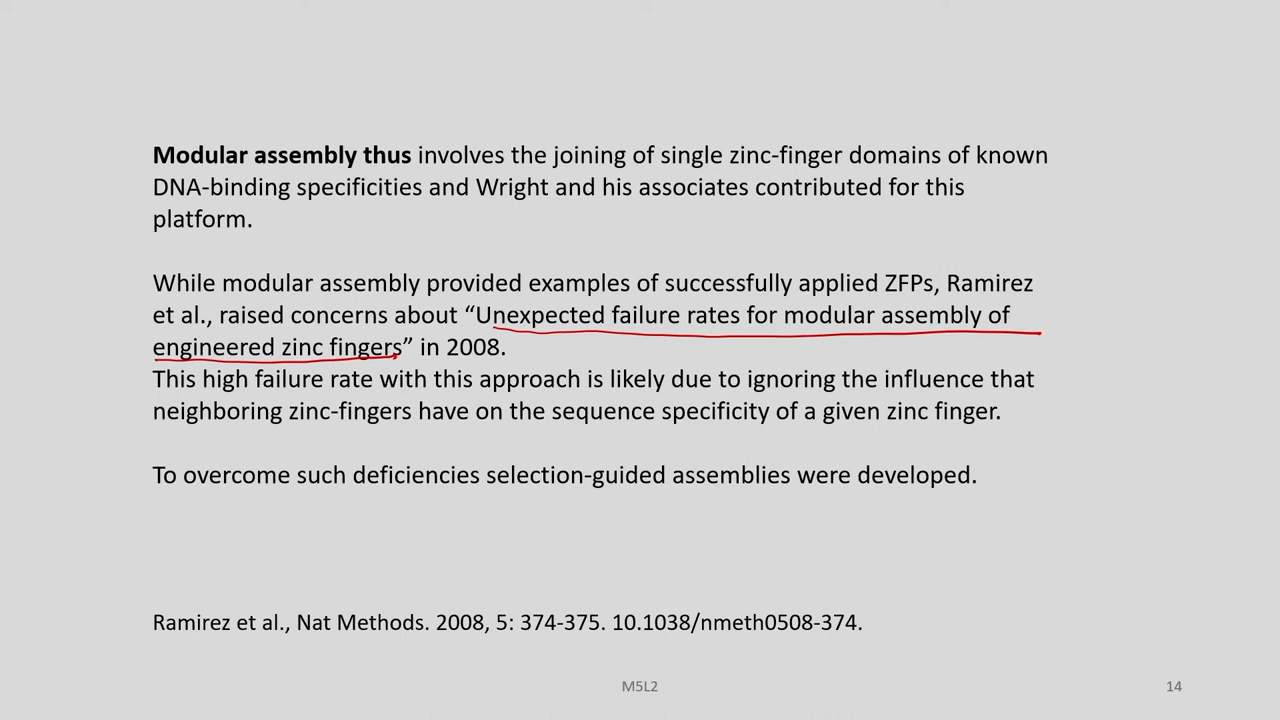 Modular assembly thus involves the joining of single zinc-finger domains of known
DNA-binding specificities and Wright and his associates contributed for this
platform.
While modular assembly provided examples of successfully applied ZFPs, Ramirez
et al., raised concerns about “Unexpected failure rates for modular assembly of
engineered zinc fingers” in 2008.
This high failure rate with this approach is likely due to ignoring the influence that
neighboring zinc-fingers have on the sequence specificity of a given zinc finger.
To overcome such deficiencies selection-guided assemblies were developed.
Ramirez et al., Nat Methods. 2008, 5: 374-375. 10.1038/nmeth0508-374.
M5L2
14